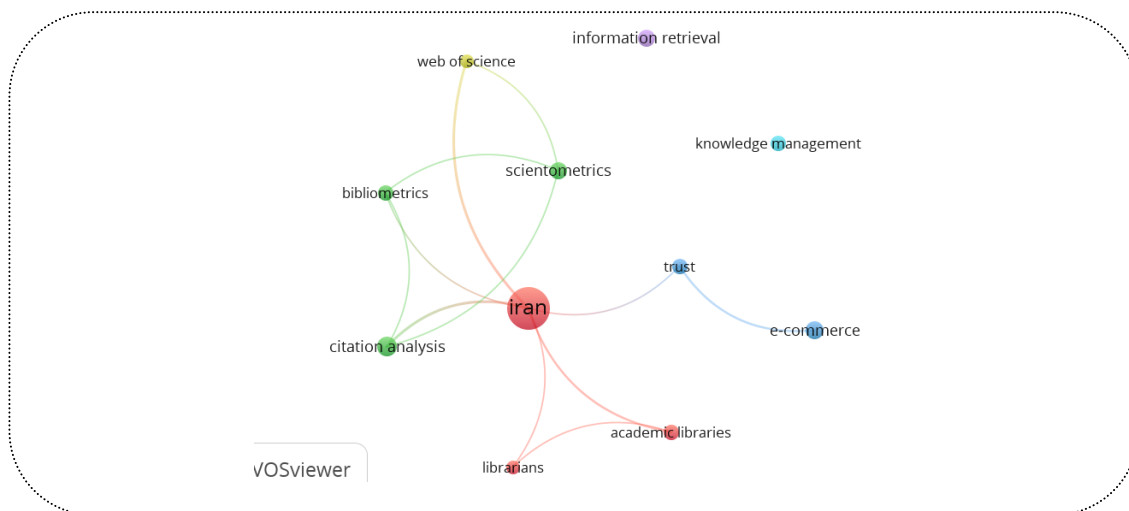 information retrieval
web of science
knowledge management
scientometrics
bibliometrics
trust
iran
e-commerce
citation analysis
academic libraries
librarians
VOSviewer